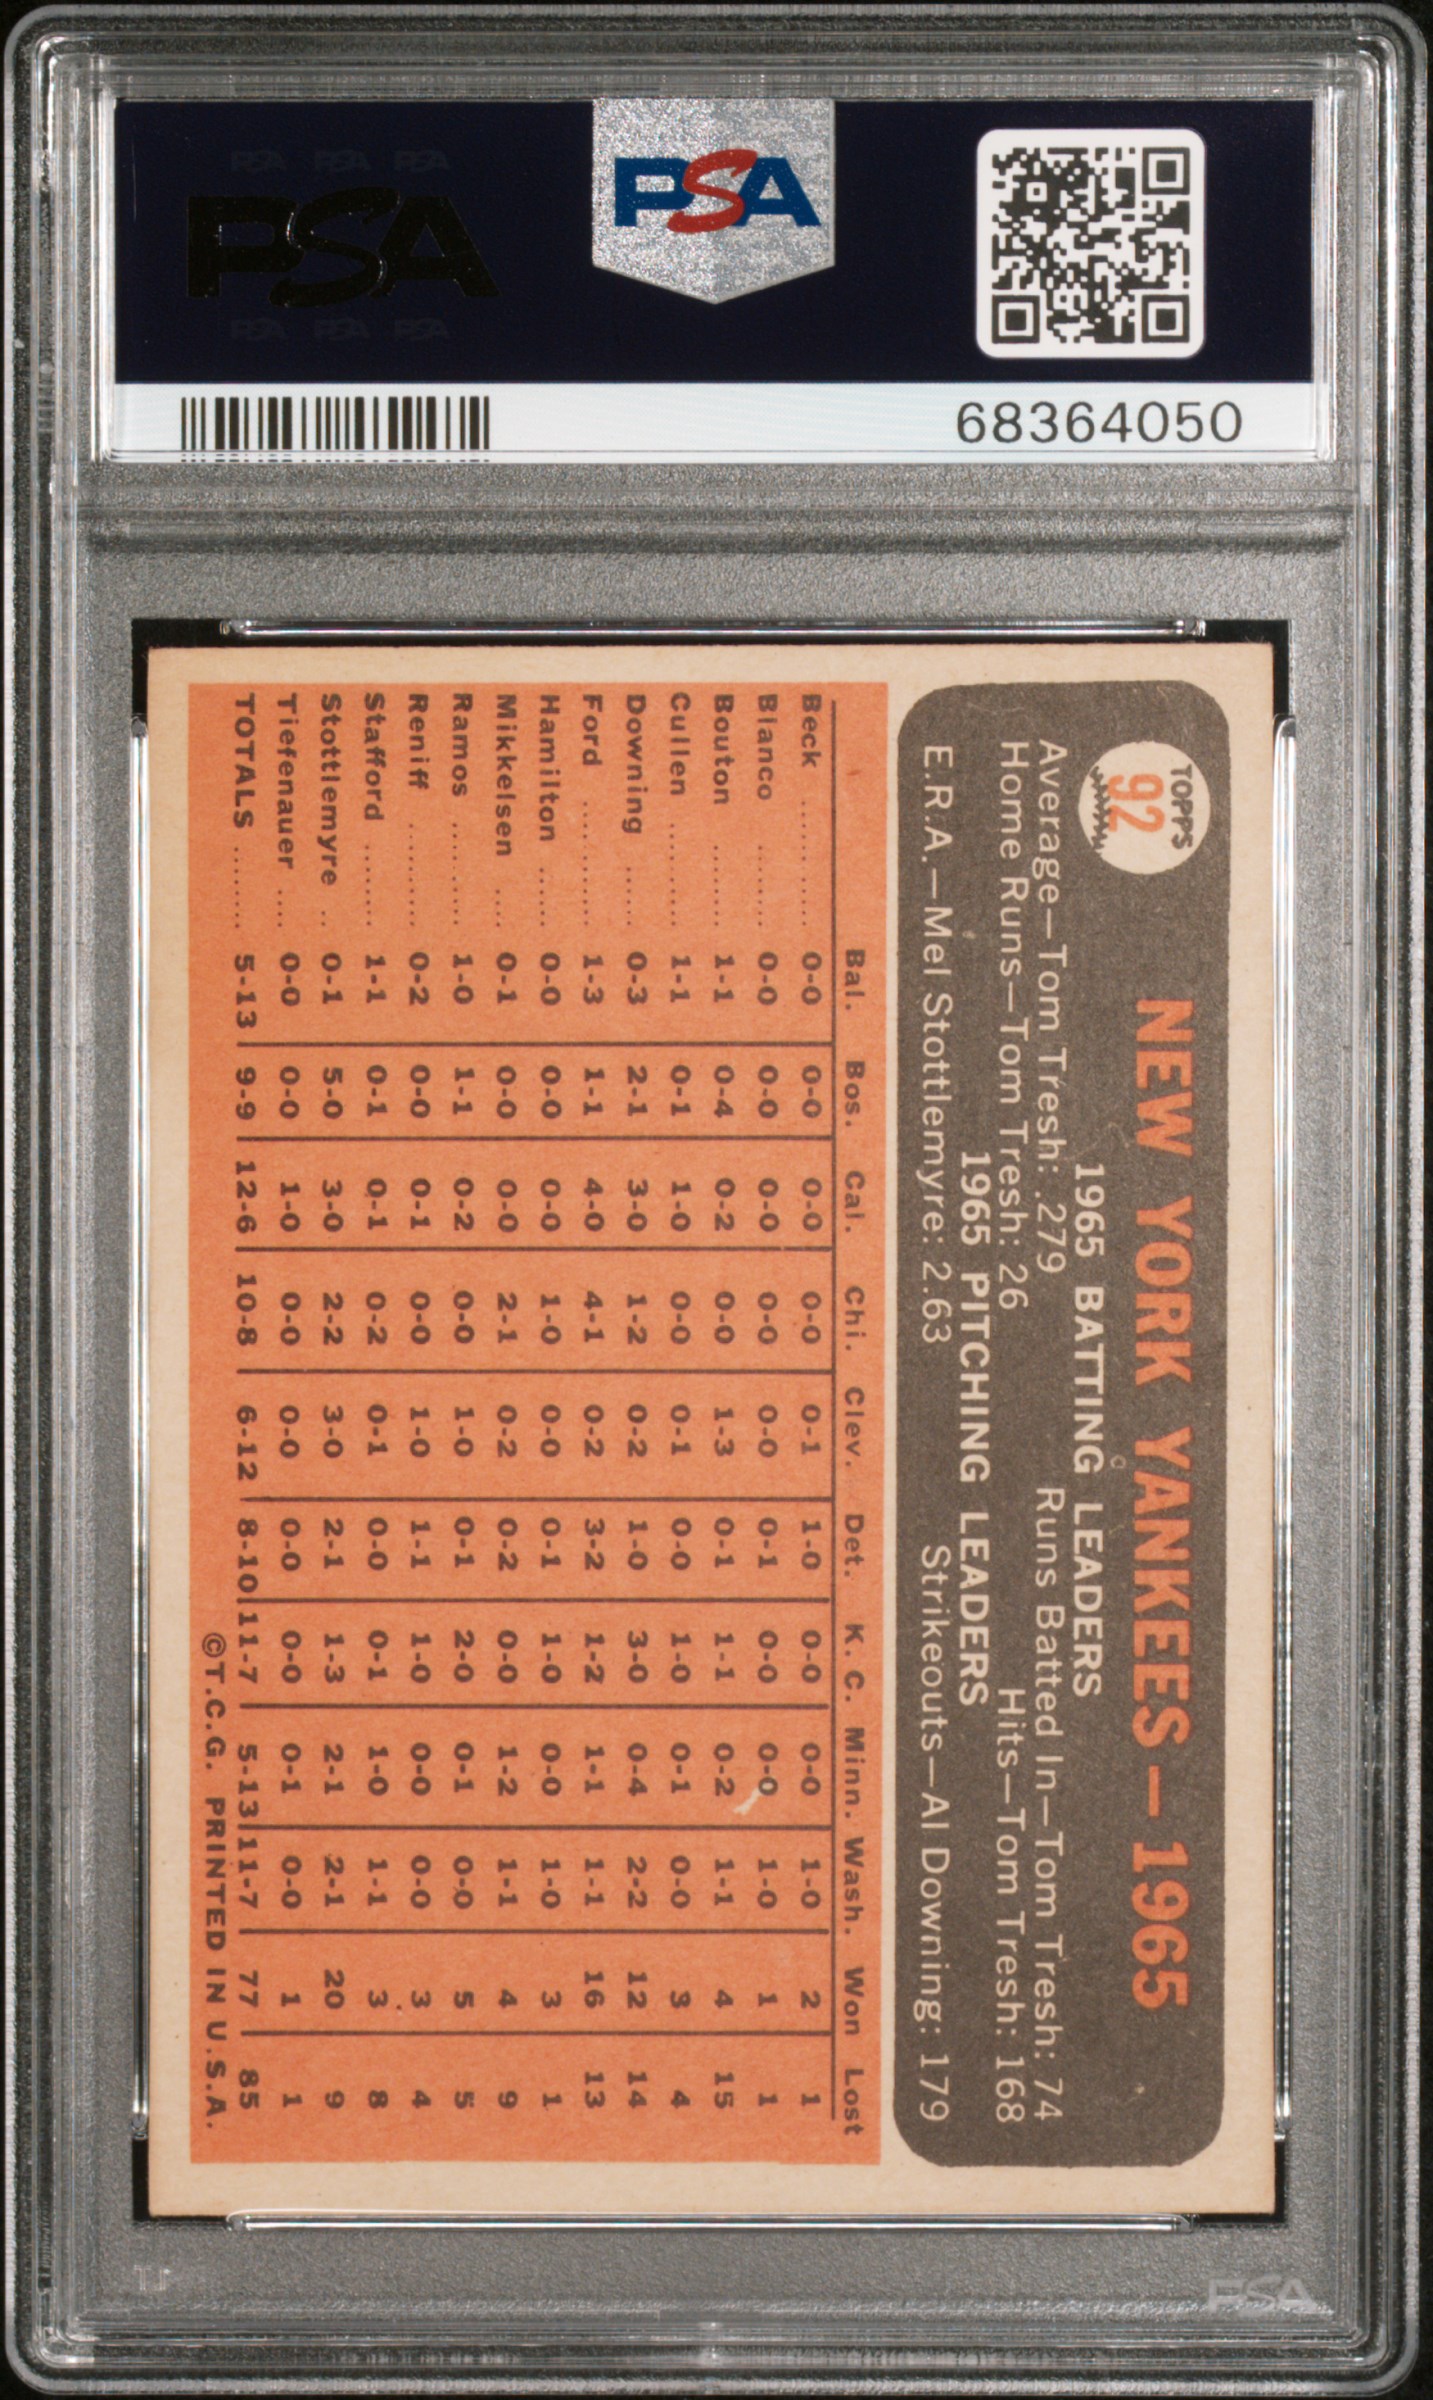 PSA PSA PSA
PSA
PSA PSA PSA
PSA
68364050
TOPPS
92
NEW YORK YANKEES—1965
1965 BATTING LEADERS
Average—Tom Tresh: .279 Runs Batted In—Tom Tresh: 74
Home Runs—Tom Tresh: 26 Hits—Tom Tresh: 168
1965 PITCHING LEADERS
E.R.A.—Mel Stottlemyre: 2.63 Strikeouts—Al Downing: 179
Bal. Bos. Cal. Chi. Clev. Det. K. C. Minn. Wash. Won Lost
Beck ........ 0-0 0-0 0-0 0-0 0-1 1-0 0-0 0-0 1-0 2 1
Blanco ...... 0-0 0-0 0-0 0-0 0-0 0-1 0-0 0-0 1-0 1 1
Bouton ...... 1-1 0-4 0-2 0-0 1-3 0-1 1-1 0-2 1-1 4 15
Cullen ....... 1-1 0-1 1-0 0-0 0-1 0-0 1-0 0-1 0-0 3 4
Downing .... 0-3 2-1 3-0 1-2 0-2 1-0 3-0 0-4 2-2 12 14
Ford ......... 1-3 1-1 4-0 4-1 0-2 3-2 1-2 1-1 1-1 16 13
Hamilton .... 0-0 0-0 0-0 1-0 0-0 0-1 1-0 0-0 1-0 3 1
Mikkelsen ... 0-1 0-0 0-0 2-1 0-2 0-2 0-0 1-2 1-1 4 9
Ramos ....... 1-0 1-1 0-2 0-0 1-0 0-1 2-0 0-1 0-0 5 5
Reniff ........ 0-2 0-0 0-1 0-0 1-0 1-1 1-0 0-0 0-0 3 4
Stafford ..... 1-1 0-1 0-1 0-2 0-1 0-0 0-1 1-0 1-1 3 8
Stottlemyre .. 0-1 5-0 3-0 2-2 3-0 2-1 1-3 2-1 2-1 20 9
Tiefenauer ... 0-0 0-0 1-0 0-0 0-0 0-0 0-0 0-1 0-0 1 1
TOTALS ...... 5-13 9-9 12-6 10-8 6-12 8-10 11-7 5-13 11-7 77 85
©T.C.G. PRINTED IN U.S.A.
PSA